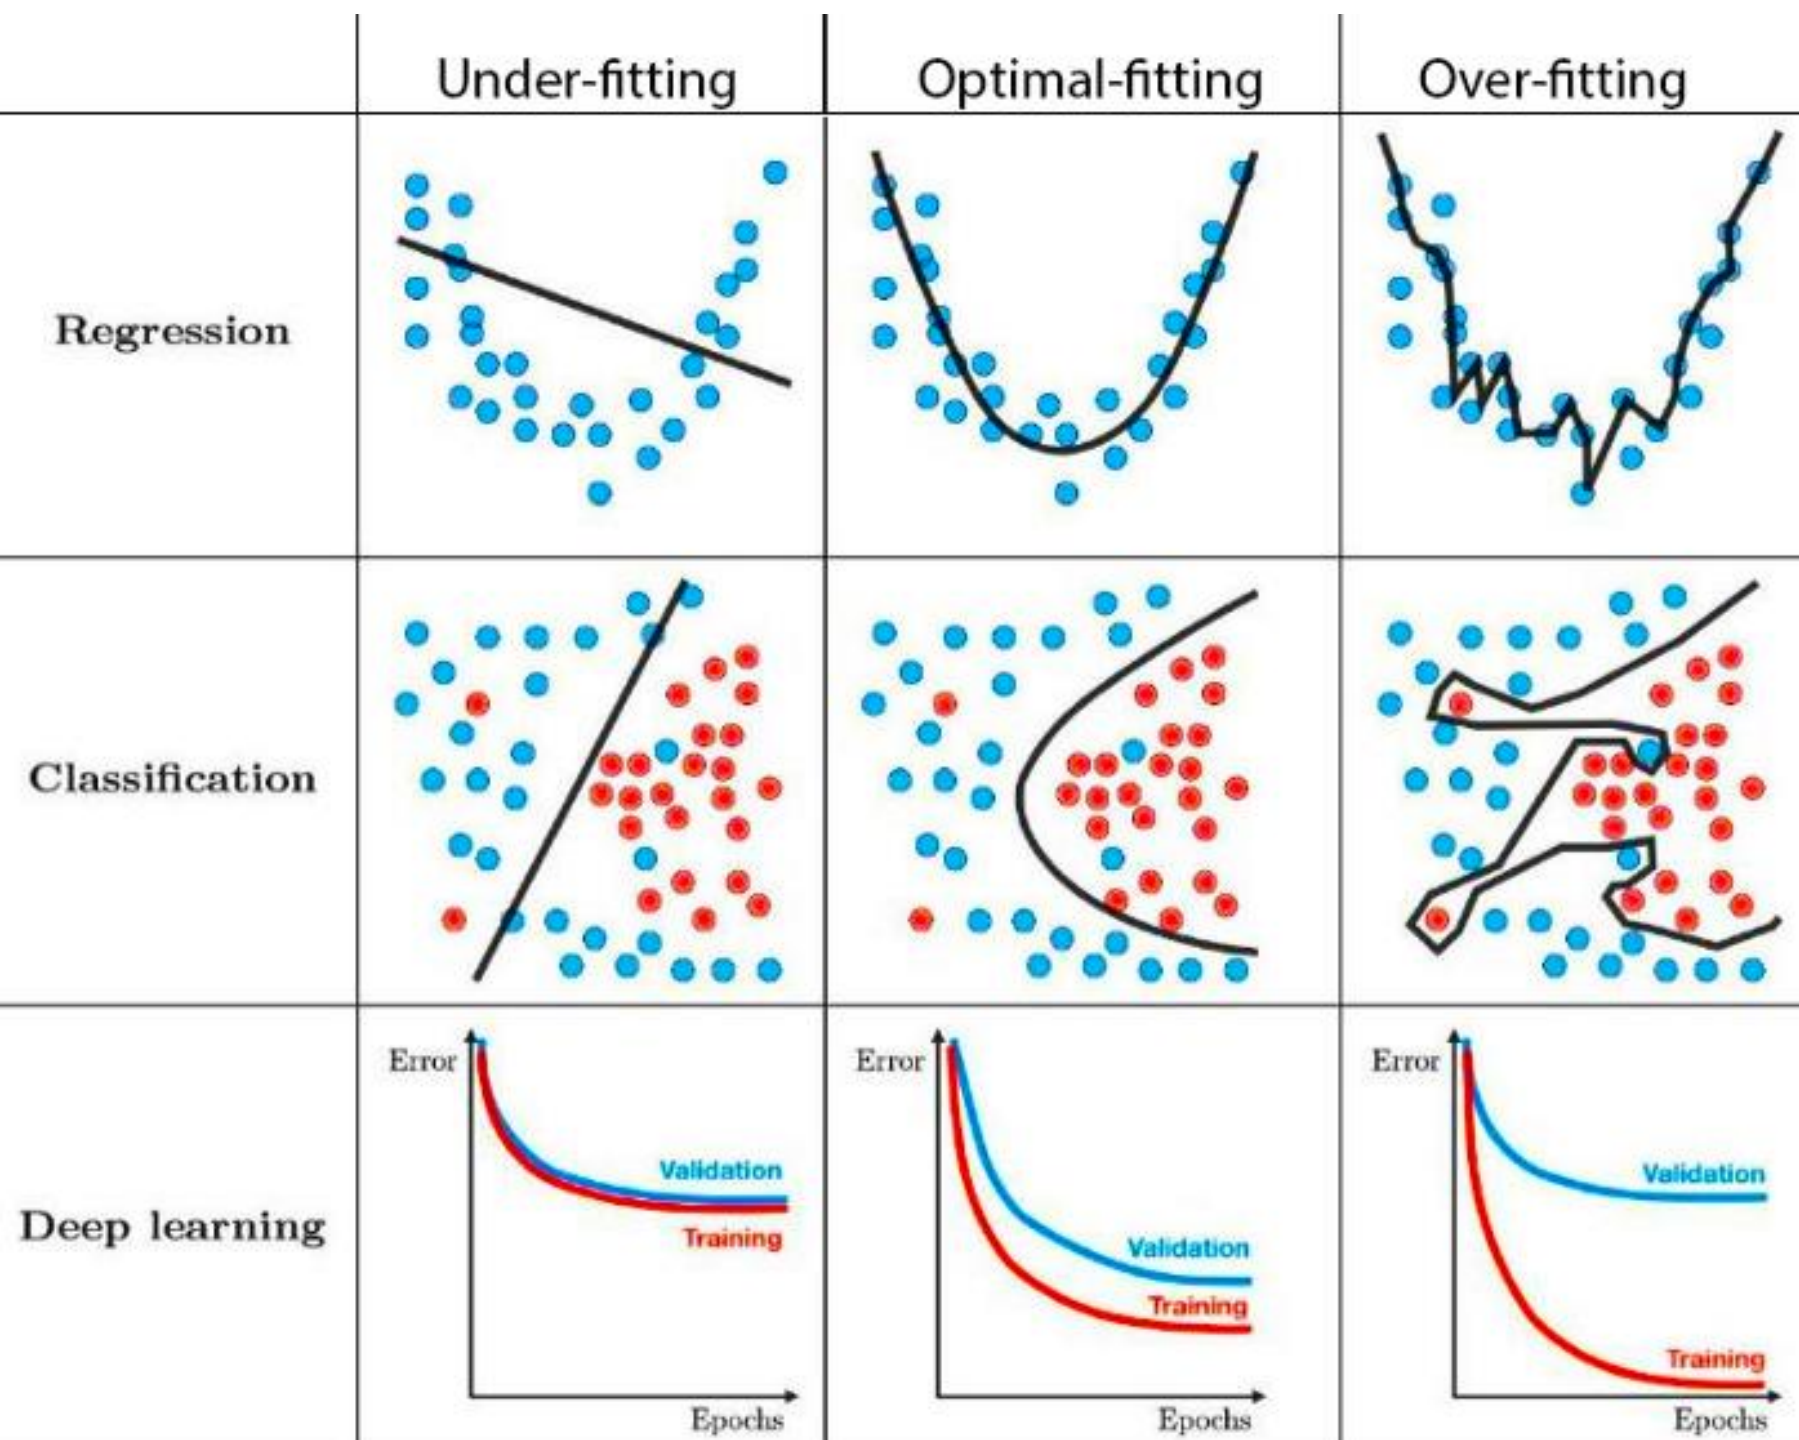 Under-fitting
Optimal-fitting
Over-fitting
Regression
Classification
Deep learning
Error
Validation
Training
Epochs
Error
Validation
Training
Epochs
Error
Validation
Training
Epochs